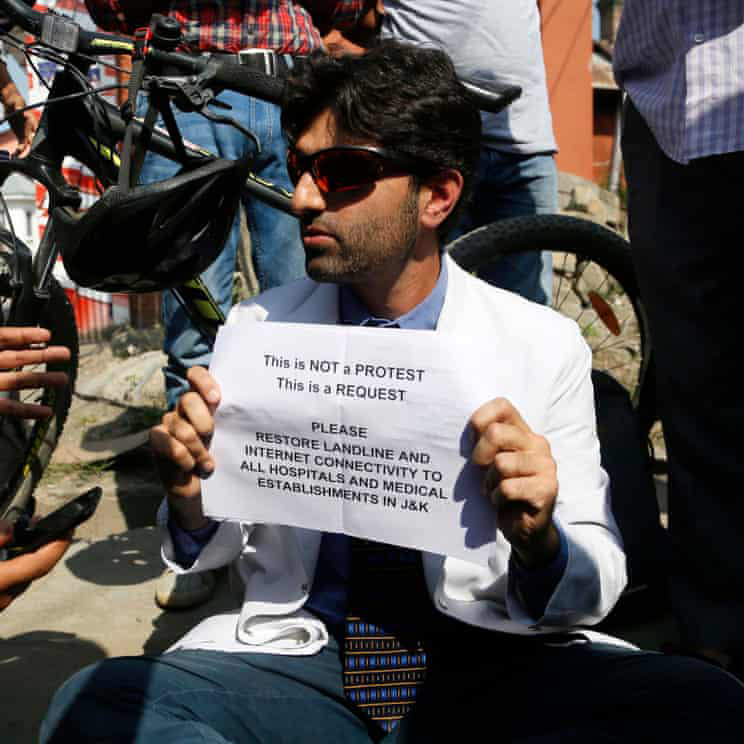 This is NOT a PROTEST
This is a REQUEST
PLEASE
RESTORE LANDLINE AND
INTERNET CONNECTIVITY TO
ALL HOSPITALS AND MEDICAL
ESTABLISHMENTS IN J&K